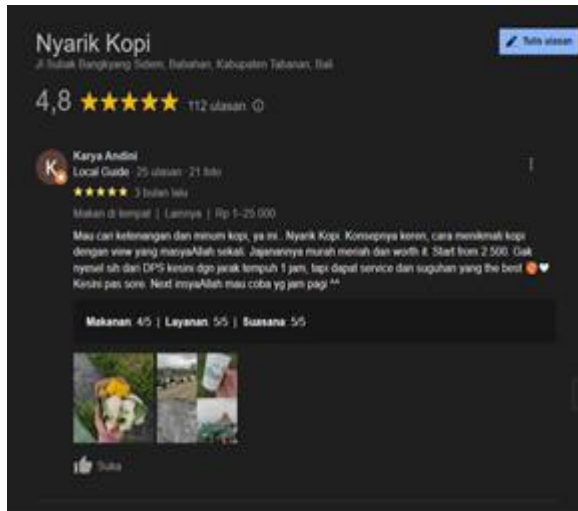 Nyarik Kopi
Tulis ulasan
Jl Subak Bangkyang Sidem, Babahan, Kabupaten Tabanan, Bali
4,8 112 ulasan
K
Karya Andini
Local Guide · 25 ulasan · 21 foto
3 bulan lalu
Makan di tempat | Lainnya | Rp 1–25.000
Mau cari ketenangan dan minum kopi, ya mi.. Nyarik Kopi. Konsepnya keren, cara menikmati kopi
dengan view yang masyaAllah sekali. Jajanannya murah meriah dan worth it. Start from 2.500. Gak
nyesel sih dari DPS kesini dgn jarak tempuh 1 jam, tapi dapat service dan suguhan yang the best
Kesini pas sore. Next insyaAllah mau coba yg jam pagi ^^
Makanan: 4/5 | Layanan: 5/5 | Suasana: 5/5
Suka